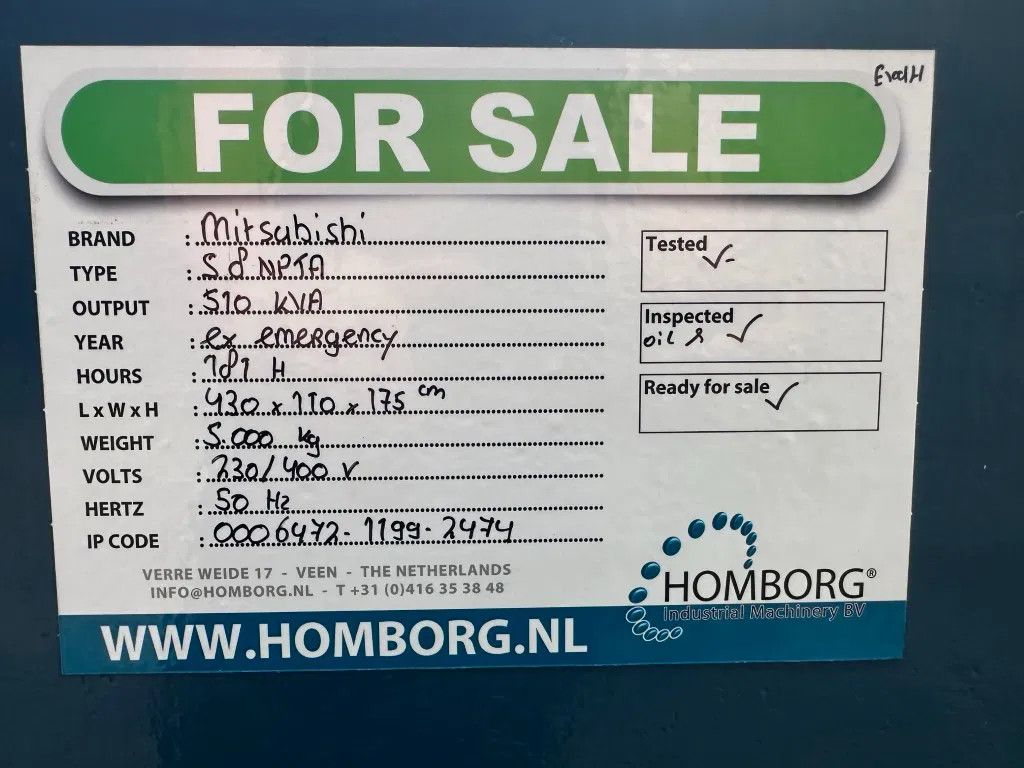 EvdH
FOR SALE
BRAND : Mitsubishi
TYPE : S8NPTA
OUTPUT : 510 KVA
YEAR : ex emergency
HOURS : 181 H
L x W x H : 430 x 110 x 175 cm
WEIGHT : 5.000 kg
VOLTS : 230/400 V
HERTZ : 50 Hz
IP CODE : 0006472-1199-2474
Tested ✓
Inspected
oil ✓
Ready for sale ✓
VERRE WEIDE 17 - VEEN - THE NETHERLANDS
INFO@HOMBORG.NL - T +31 (0)416 35 38 48
HOMBORG®
Industrial Machinery BV
WWW.HOMBORG.NL